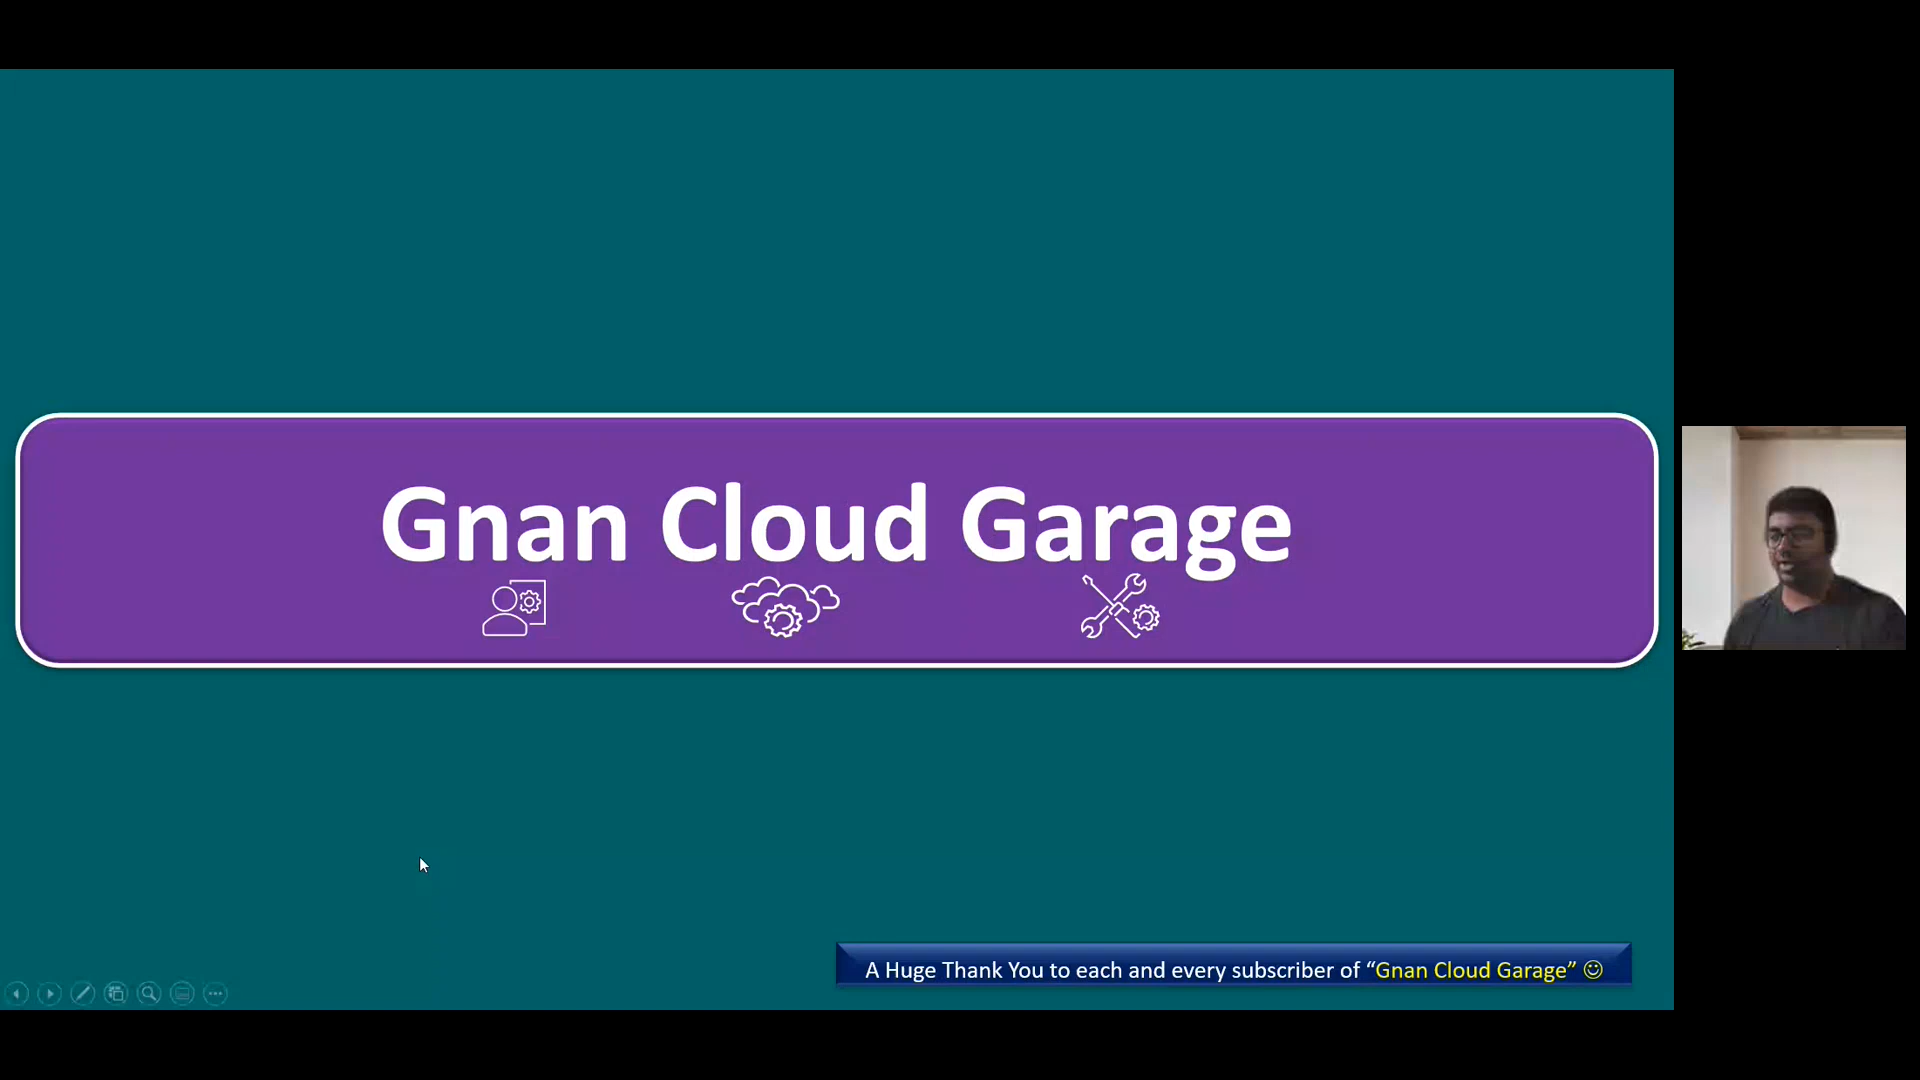 Gnan Cloud Garage
A Huge Thank You to each and every subscriber of “Gnan Cloud Garage” ☺